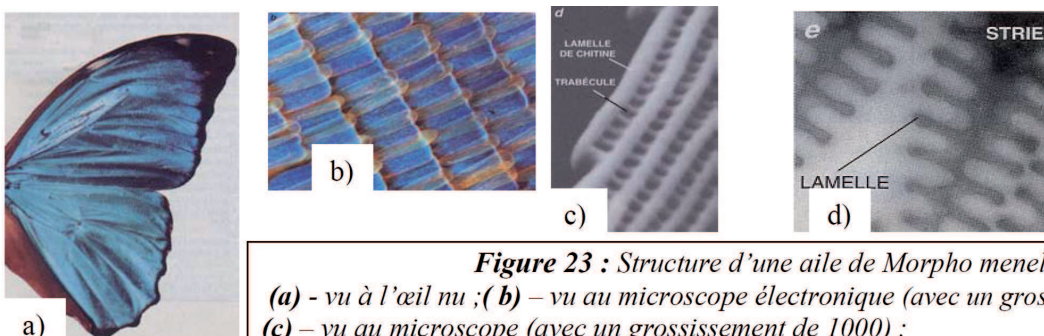 d
e
LAMELLE
DE CHITINE
STRIE
TRABÉCULE
b)
LAMELLE
c)
d)
a)
Figure 23 : Structure d’une aile de Morpho menel
(a) - vu à l’œil nu ;( b) – vu au microscope électronique (avec un gros
(c) – vu au microscope (avec un grossissement de 1000) ;